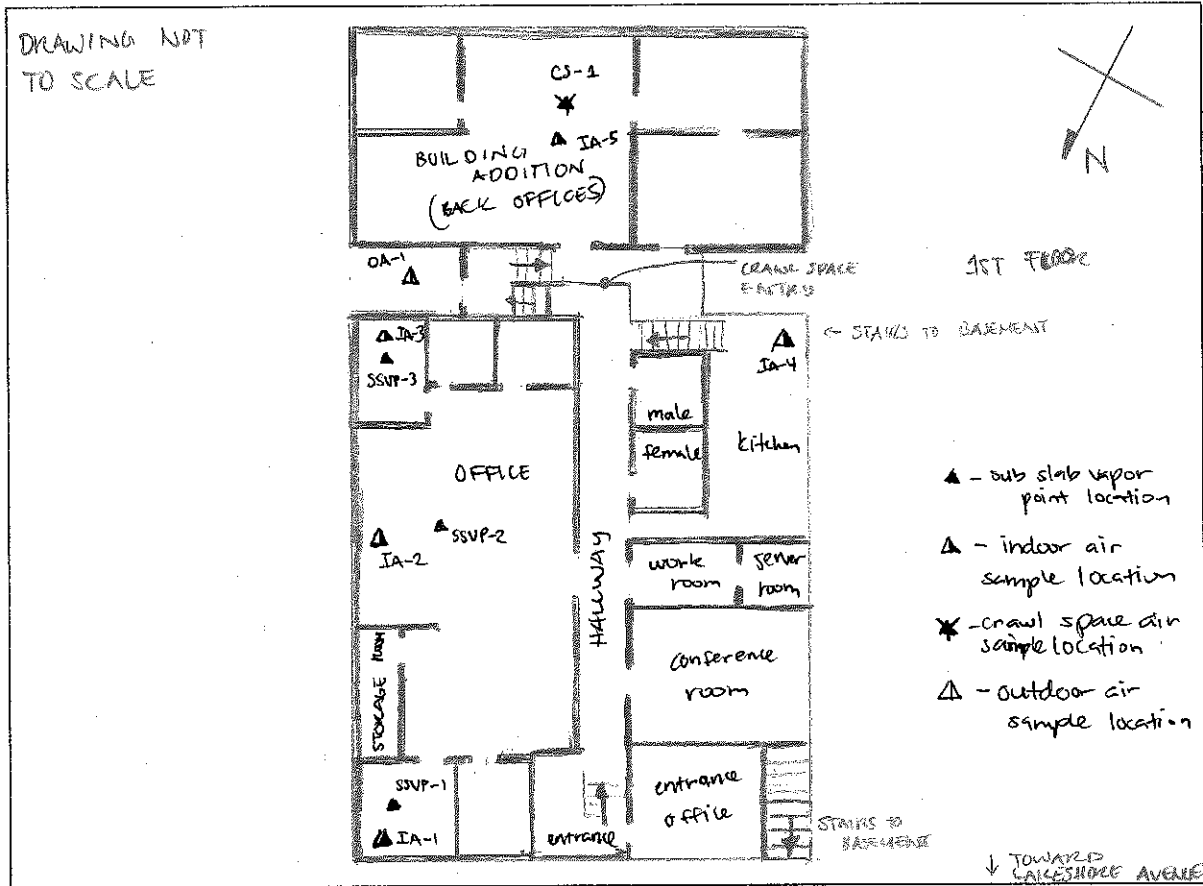 DRAWING NOT
TO SCALE
N
CS-1
IA-5
BUILDING
ADDITION
(BACK OFFICES)
OA-1
CRAWL SPACE
ENTRY
1ST FLOOR
IA-3
SSVP-3
← STAIRS TO BASEMENT
IA-4
male
female
kitchen
OFFICE
SSVP-2
IA-2
HALLWAY
work
room
server
room
▲ - sub slab vapor
point location
- indoor air
sample location
- crawl space air
sample location
- outdoor air
sample location
STORAGE ROOM
conference
room
SSVP-1
IA-1
entrance
entrance
office
STAIRS TO
BASEMENT
↓ TOWARD
LAKESHORE AVENUE